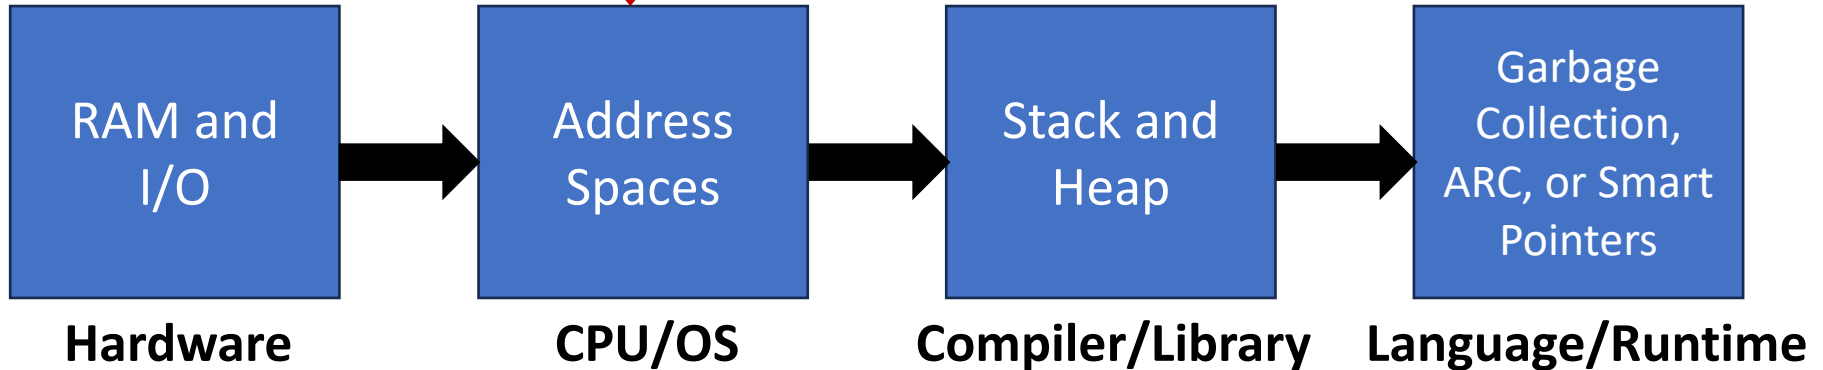 RAM and
I/O
Address
Spaces
Stack and
Heap
Garbage
Collection,
ARC, or Smart
Pointers
Hardware
CPU/OS
Compiler/Library
Language/Runtime